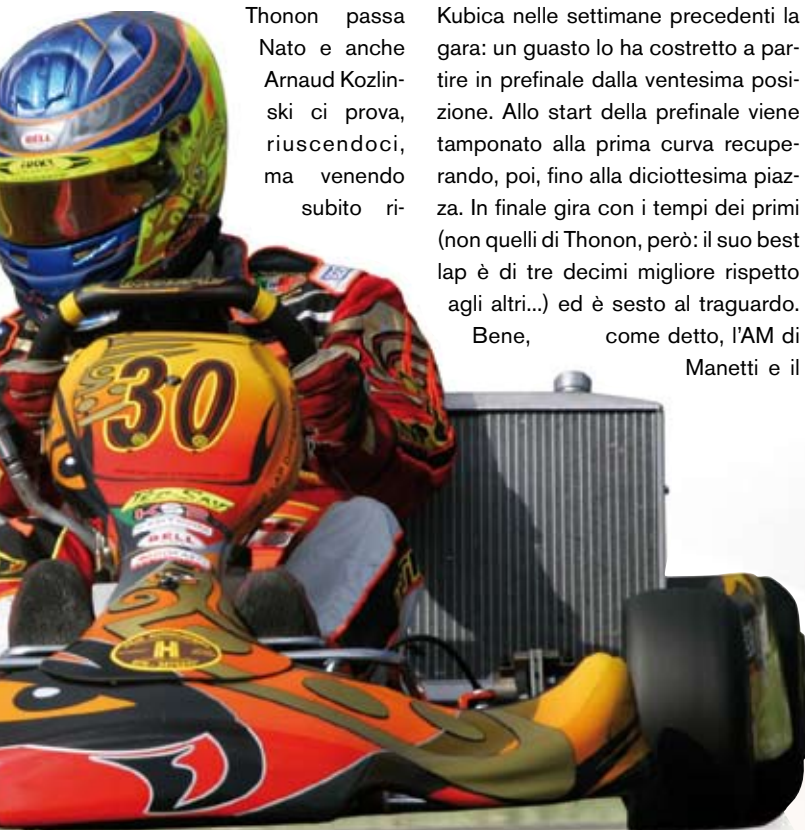 Thonon passa
Nato e anche
Arnaud Kozlin-
ski ci prova,
riuscendoci,
ma venendo
subito ri-
Kubica nelle settimane precedenti la
gara: un guasto lo ha costretto a par-
tire in prefinale dalla ventesima posi-
zione. Allo start della prefinale viene
tamponato alla prima curva recupe-
rando, poi, fino alla diciottesima piaz-
za. In finale gira con i tempi dei primi
(non quelli di Thonon, però: il suo best
lap è di tre decimi migliore rispetto
agli altri...) ed è sesto al traguardo.
Bene, come detto, l'AM di
Manetti e il
BELL
30
BELL
H